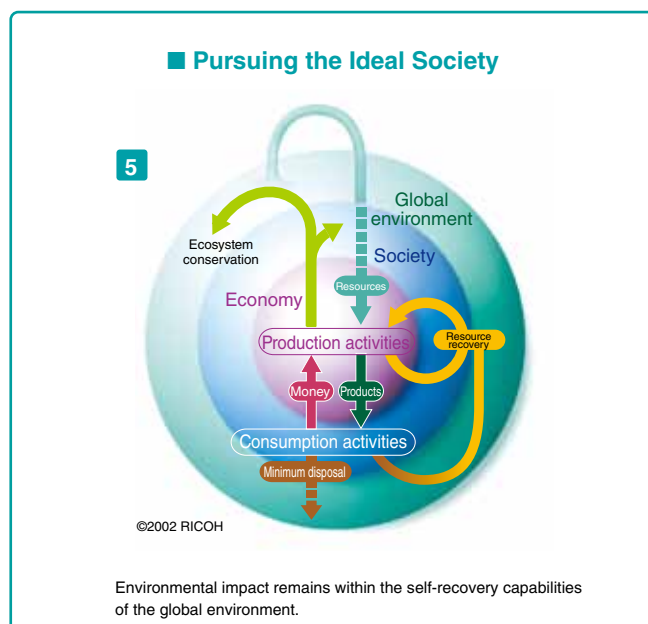 ■ Pursuing the Ideal Society
5
Global
environment
Ecosystem
conservation
Society
Resources
Economy
Production activities
Resource
recovery
Money
Products
Consumption activities
Minimum disposal
©2002 RICOH
Environmental impact remains within the self-recovery capabilities
of the global environment.